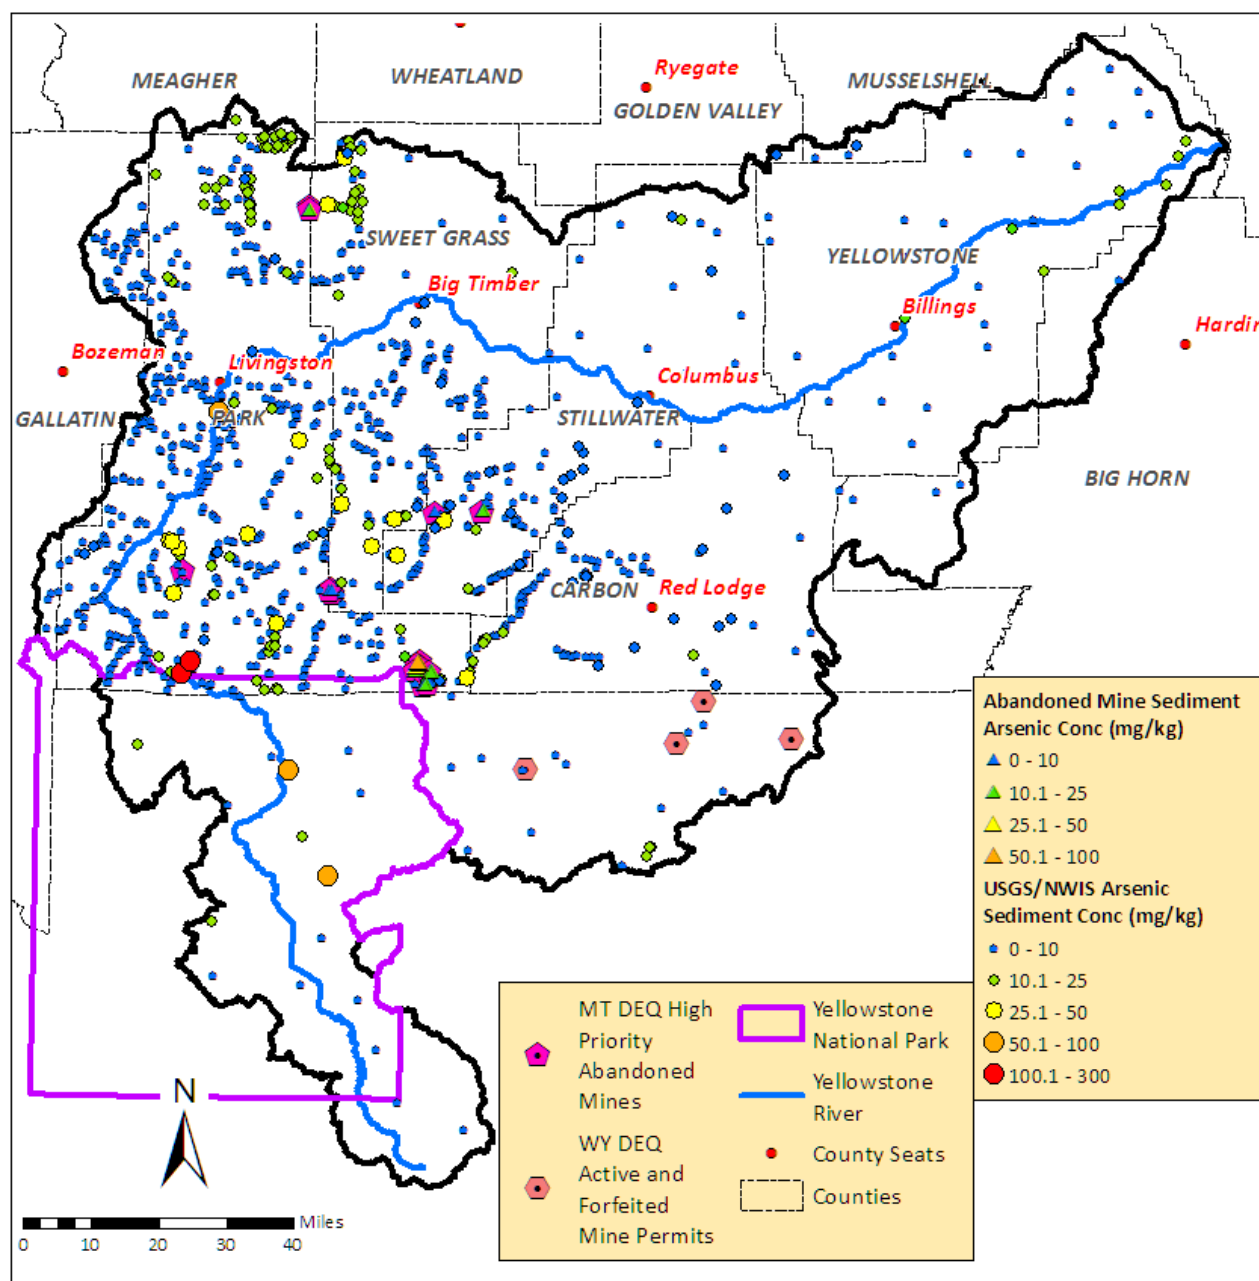 MEAGHER
WHEATLAND
Ryegate
GOLDEN VALLEY
MUSSELSHELL
SWEET GRASS
YELLOWSTONE
Big Timber
Billings
Hardin
Bozeman
Livingston
Columbus
GALLATIN
PARK
STILLWATER
BIG HORN
CARBON
Red Lodge
Abandoned Mine Sediment
Arsenic Conc (mg/kg)
0 - 10
10.1 - 25
25.1 - 50
50.1 - 100
USGS/NWIS Arsenic
Sediment Conc (mg/kg)
0 - 10
10.1 - 25
25.1 - 50
50.1 - 100
100.1 - 300
MT DEQ High
Priority
Abandoned
Mines
WY DEQ
Active and
Forfeited
Mine Permits
Yellowstone
National Park
Yellowstone
River
County Seats
Counties
N
Miles
0 10 20 30 40